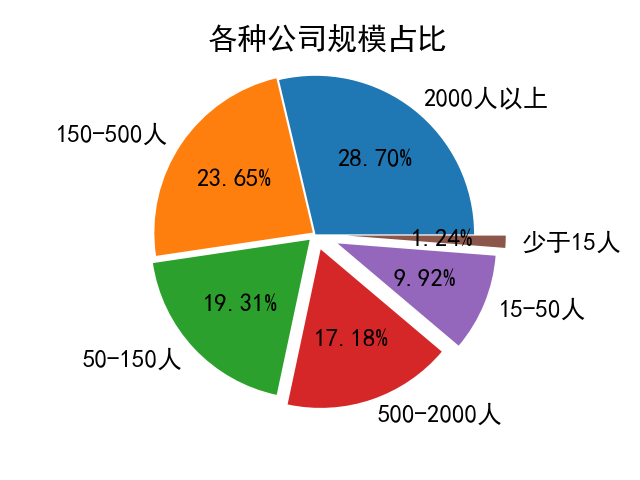 各种公司规模占比
2000人以上
28.70%
150-500人
23.65%
50-150人
19.31%
500-2000人
17.18%
15-50人
9.92%
少于15人
1.24%